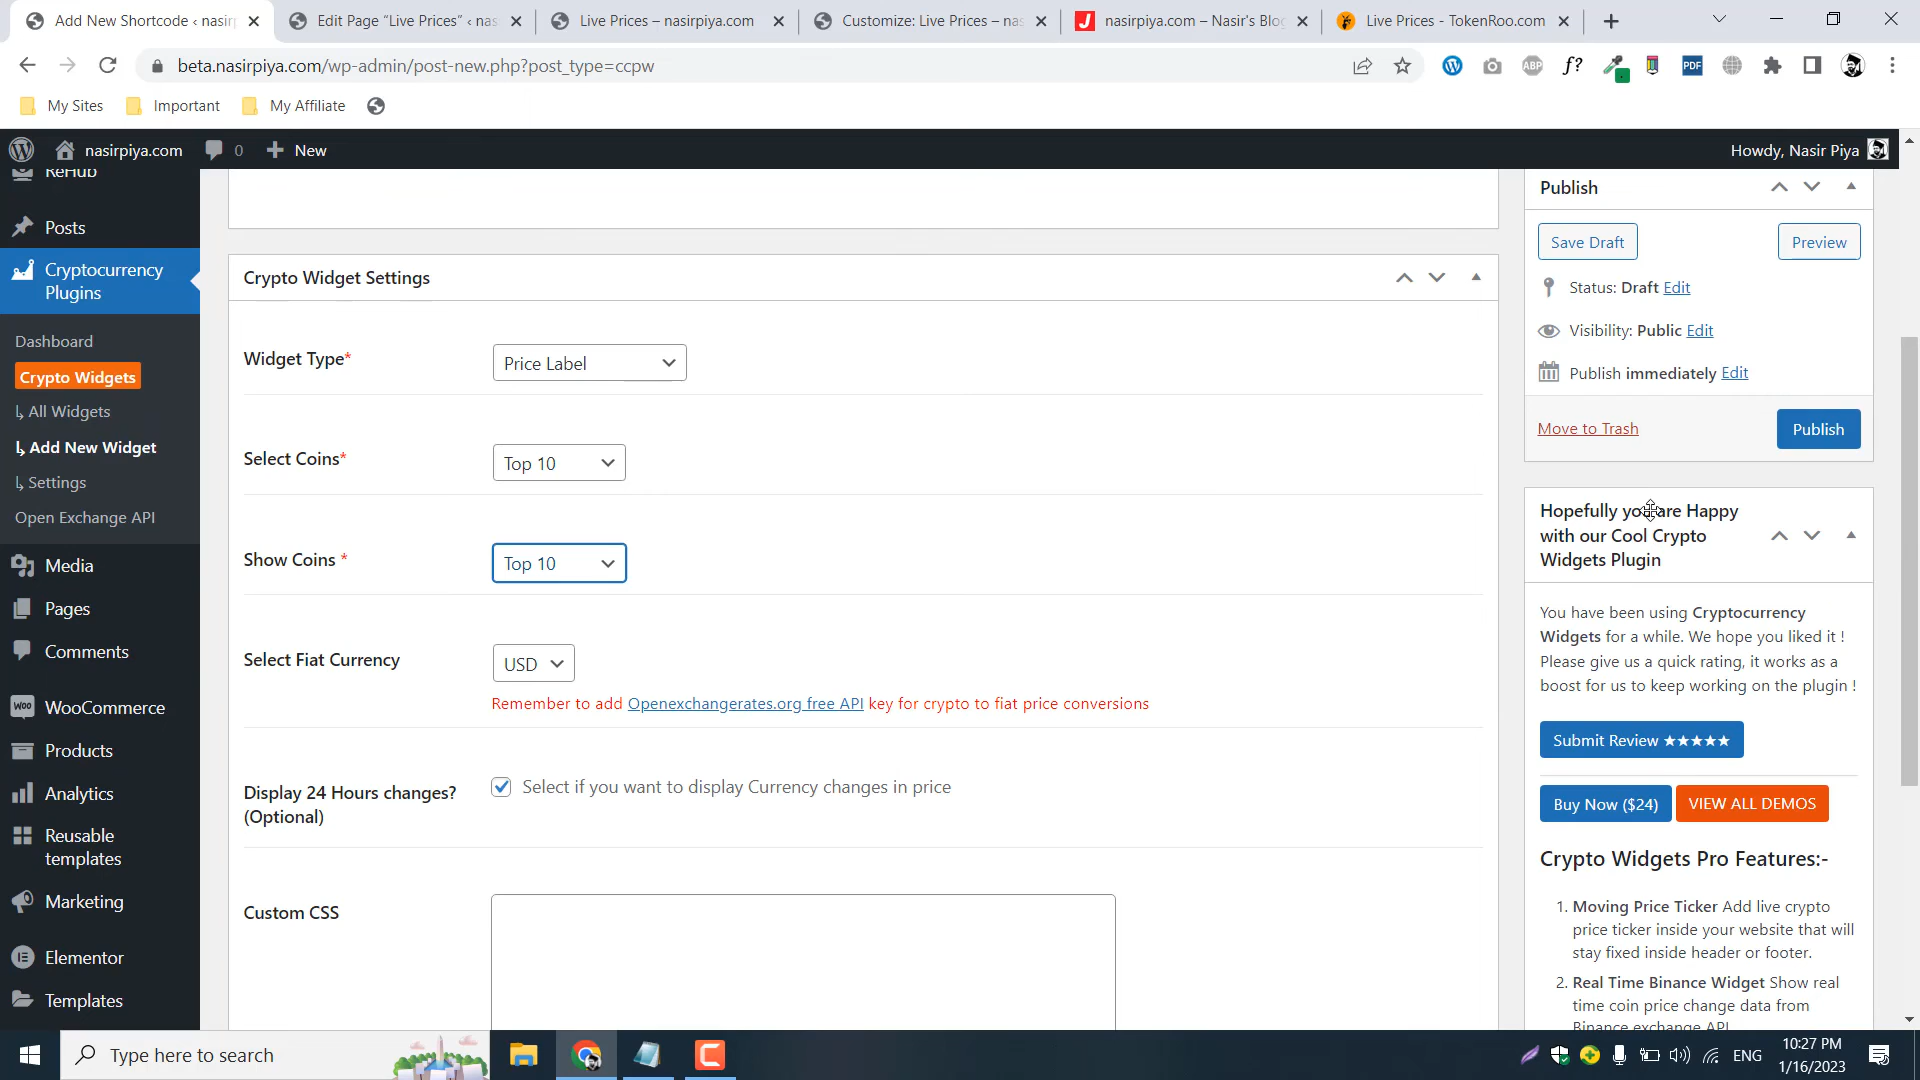 Add New Shortcode ‹ nasirp
Edit Page “Live Prices” ‹ nas
Live Prices – nasirpiya.com
Customize: Live Prices – nas
nasirpiya.com – Nasir's Blog
Live Prices - TokenRoo.com
beta.nasirpiya.com/wp-admin/post-new.php?post_type=ccpw
ABP
f?
PDF
My Sites
Important
My Affiliate
nasirpiya.com
0
New
Howdy, Nasir Piya
ReHub
Posts
Cryptocurrency
Plugins
Dashboard
Crypto Widgets
↳ All Widgets
↳ Add New Widget
↳ Settings
Open Exchange API
Media
Pages
Comments
WooCommerce
Products
Analytics
Reusable
templates
Marketing
Elementor
Templates
Crypto Widget Settings
Widget Type*
Price Label
Select Coins*
Top 10
Show Coins *
Top 10
Select Fiat Currency
USD
Remember to add Openexchangerates.org free API key for crypto to fiat price conversions
Display 24 Hours changes?
(Optional)
Select if you want to display Currency changes in price
Custom CSS
Publish
Save Draft
Preview
Status: Draft Edit
Visibility: Public Edit
Publish immediately Edit
Move to Trash
Publish
Hopefully you are Happy
with our Cool Crypto
Widgets Plugin
You have been using Cryptocurrency
Widgets for a while. We hope you liked it !
Please give us a quick rating, it works as a
boost for us to keep working on the plugin !
Submit Review ★★★★★
Buy Now ($24)
VIEW ALL DEMOS
Crypto Widgets Pro Features:-
1. Moving Price Ticker Add live crypto
price ticker inside your website that will
stay fixed inside header or footer.
2. Real Time Binance Widget Show real
time coin price change data from
Binance exchange API
Type here to search
ENG
10:27 PM
1/16/2023